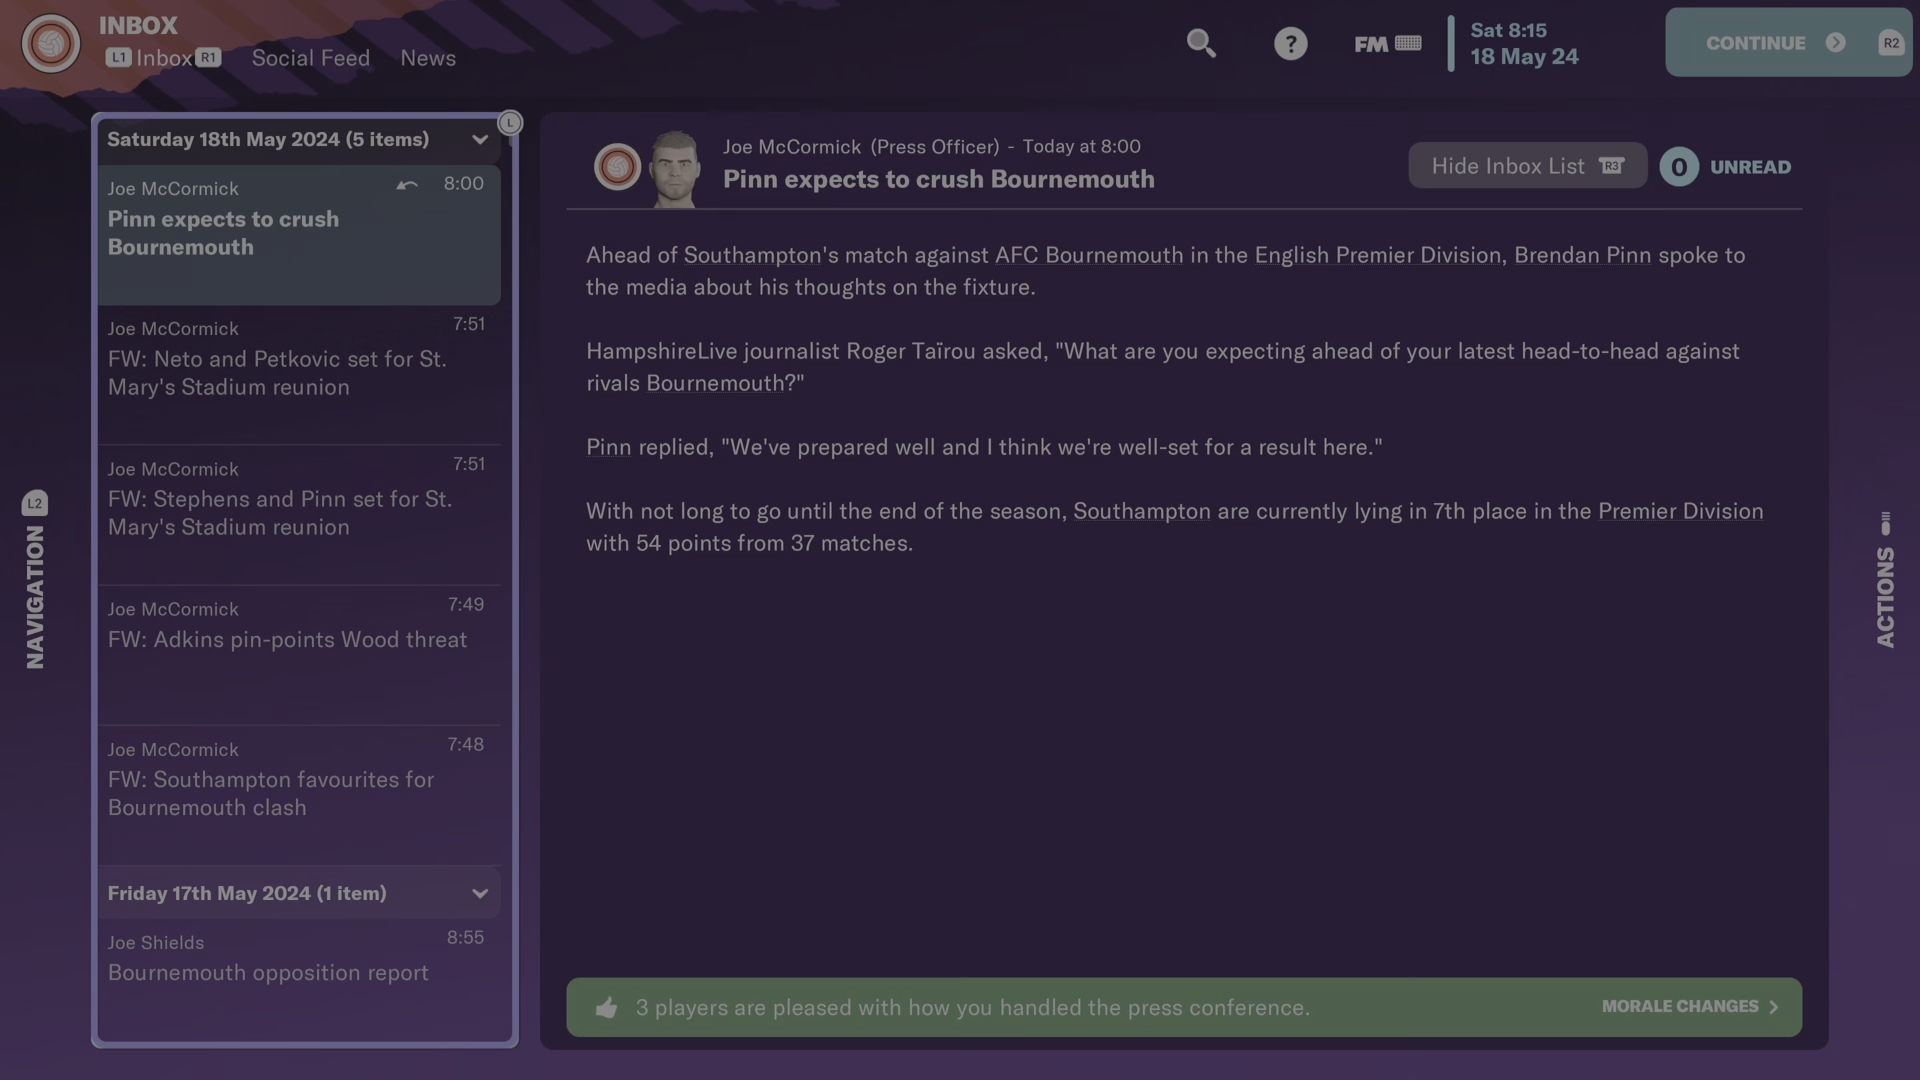 INBOX
L1 Inbox R1 Social Feed News
? FM
Sat 8:15
18 May 24
CONTINUE R2
L
Saturday 18th May 2024 (5 items)
Joe McCormick 8:00
Pinn expects to crush
Bournemouth
Joe McCormick 7:51
FW: Neto and Petkovic set for St.
Mary's Stadium reunion
Joe McCormick 7:51
FW: Stephens and Pinn set for St.
Mary's Stadium reunion
Joe McCormick 7:49
FW: Adkins pin-points Wood threat
Joe McCormick 7:48
FW: Southampton favourites for
Bournemouth clash
Friday 17th May 2024 (1 item)
Joe Shields 8:55
Bournemouth opposition report
L2
NAVIGATION
Joe McCormick (Press Officer) - Today at 8:00
Pinn expects to crush Bournemouth
Hide Inbox List R3
0 UNREAD
Ahead of Southampton's match against AFC Bournemouth in the English Premier Division, Brendan Pinn spoke to
the media about his thoughts on the fixture.
HampshireLive journalist Roger Taïrou asked, "What are you expecting ahead of your latest head-to-head against
rivals Bournemouth?"
Pinn replied, "We've prepared well and I think we're well-set for a result here."
With not long to go until the end of the season, Southampton are currently lying in 7th place in the Premier Division
with 54 points from 37 matches.
3 players are pleased with how you handled the press conference.
MORALE CHANGES
ACTIONS